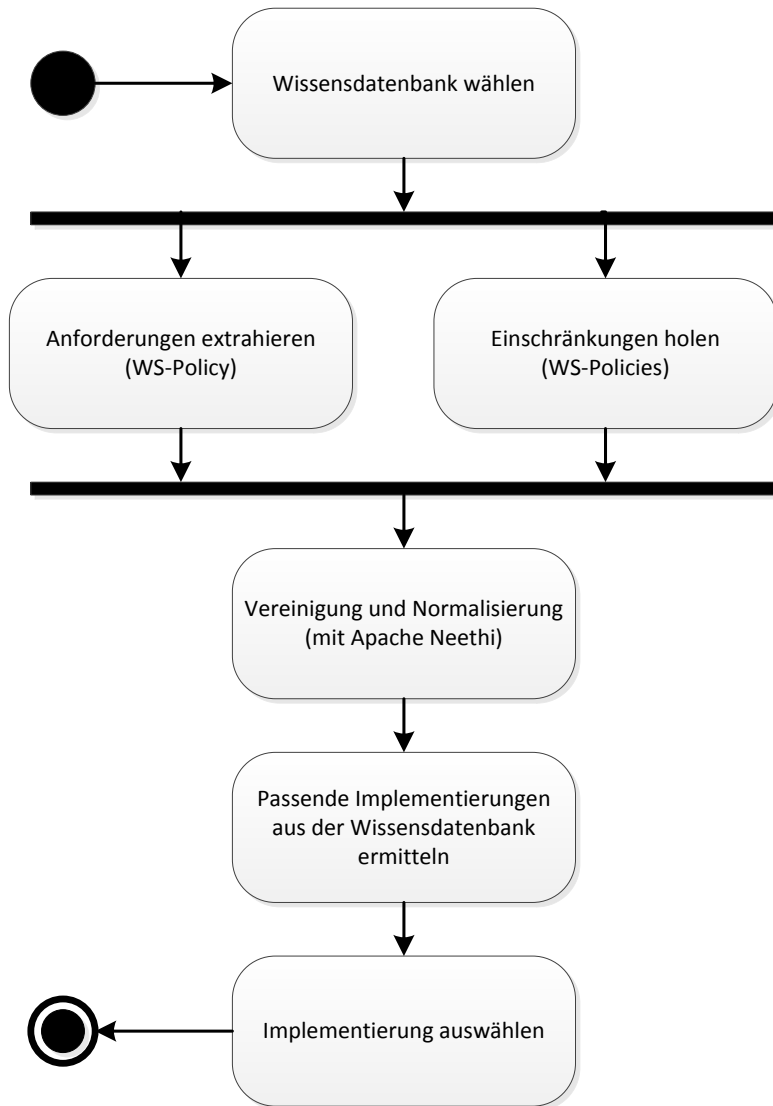 Wissensdatenbank wählen
Anforderungen extrahieren
(WS-Policy)
Einschränkungen holen
(WS-Policies)
Vereinigung und Normalisierung
(mit Apache Neethi)
Passende Implementierungen
aus der Wissensdatenbank
ermitteln
Implementierung auswählen